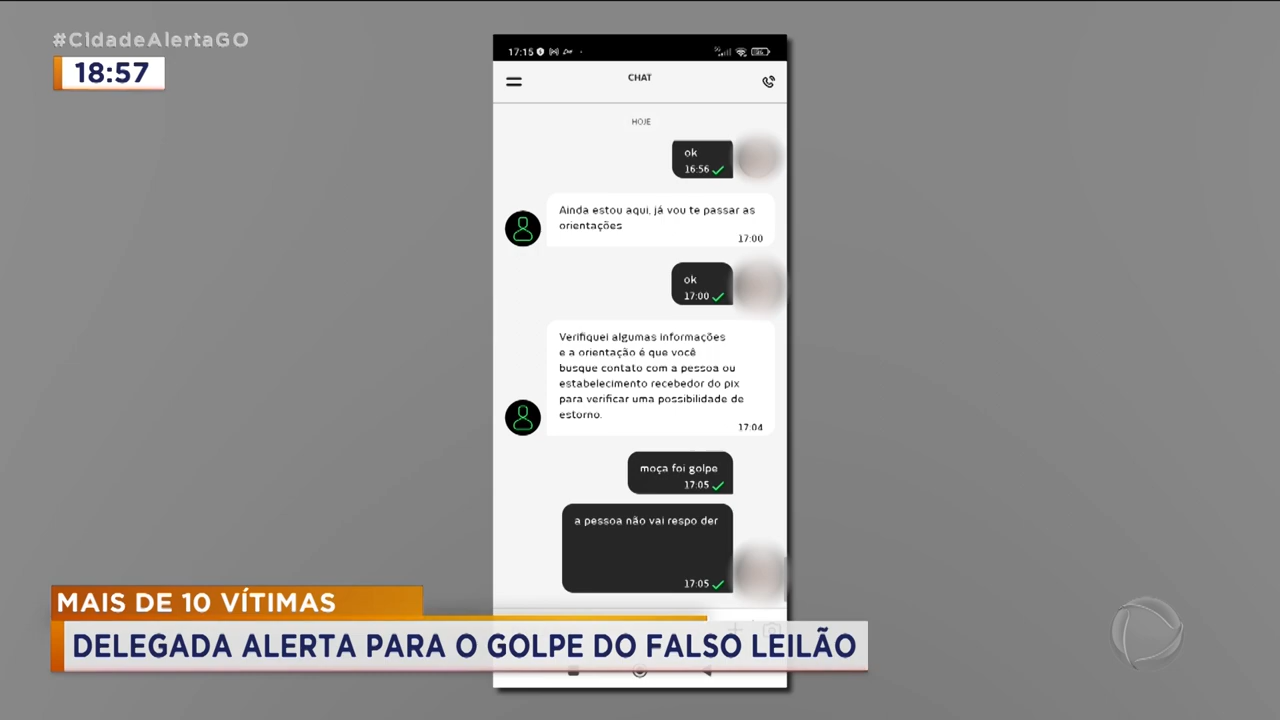 #CidadeAlertaGO
18:57
17:15
CHAT
HOJE
ok
16:56
Ainda estou aqui, já vou te passar as
orientações
17:00
ok
17:00
Verifiquei algumas informações
e a orientação é que você
busque contato com a pessoa ou
estabelecimento recebedor do pix
para verificar uma possibilidade de
estorno.
17:04
moça foi golpe
17:05
a pessoa não vai respo der
17:05
MAIS DE 10 VÍTIMAS
DELEGADA ALERTA PARA O GOLPE DO FALSO LEILÃO